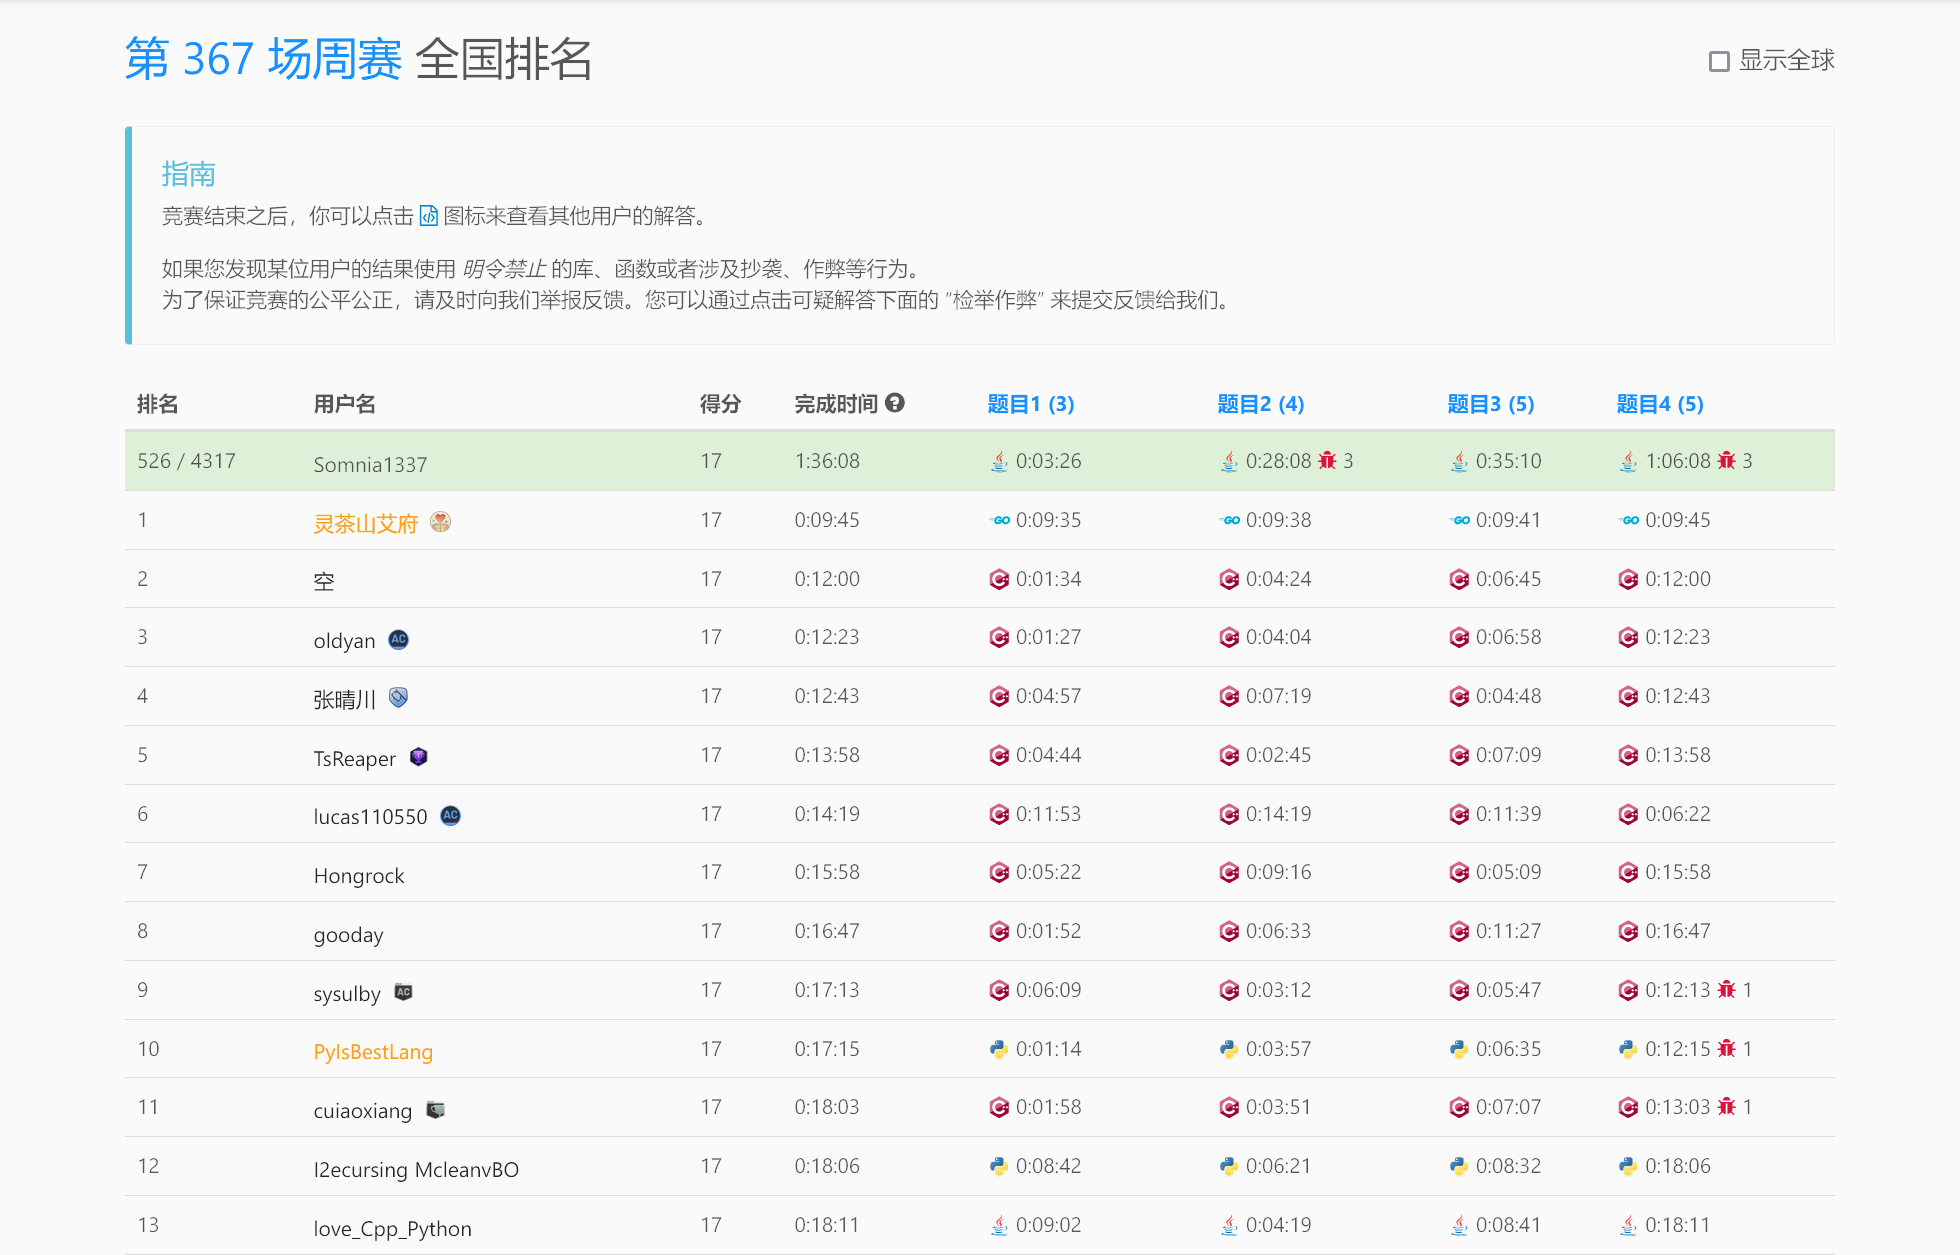 第 367 场周赛 全国排名
显示全球
指南
竞赛结束之后，你可以点击 图标来查看其他用户的解答。
如果您发现某位用户的结果使用 明令禁止 的库、函数或者涉及抄袭、作弊等行为。
为了保证竞赛的公平公正，请及时向我们举报反馈。您可以通过点击可疑解答下面的 “检举作弊” 来提交反馈给我们。
排名 用户名 得分 完成时间 题目1 (3) 题目2 (4) 题目3 (5) 题目4 (5)
526 / 4317 Somnia1337 17 1:36:08 0:03:26 0:28:08 3 0:35:10 1:06:08 3
1 灵茶山艾府 17 0:09:45 GO 0:09:35 GO 0:09:38 GO 0:09:41 GO 0:09:45
2 空 17 0:12:00 0:01:34 0:04:24 0:06:45 0:12:00
3 oldyan AC 17 0:12:23 0:01:27 0:04:04 0:06:58 0:12:23
4 张晴川 17 0:12:43 0:04:57 0:07:19 0:04:48 0:12:43
5 TsReaper 17 0:13:58 0:04:44 0:02:45 0:07:09 0:13:58
6 lucas110550 AC 17 0:14:19 0:11:53 0:14:19 0:11:39 0:06:22
7 Hongrock 17 0:15:58 0:05:22 0:09:16 0:05:09 0:15:58
8 gooday 17 0:16:47 0:01:52 0:06:33 0:11:27 0:16:47
9 sysulby AC 17 0:17:13 0:06:09 0:03:12 0:05:47 0:12:13 1
10 PyIsBestLang 17 0:17:15 0:01:14 0:03:57 0:06:35 0:12:15 1
11 cuiaoxiang 17 0:18:03 0:01:58 0:03:51 0:07:07 0:13:03 1
12 I2ecursing McleanvBO 17 0:18:06 0:08:42 0:06:21 0:08:32 0:18:06
13 love_Cpp_Python 17 0:18:11 0:09:02 0:04:19 0:08:41 0:18:11